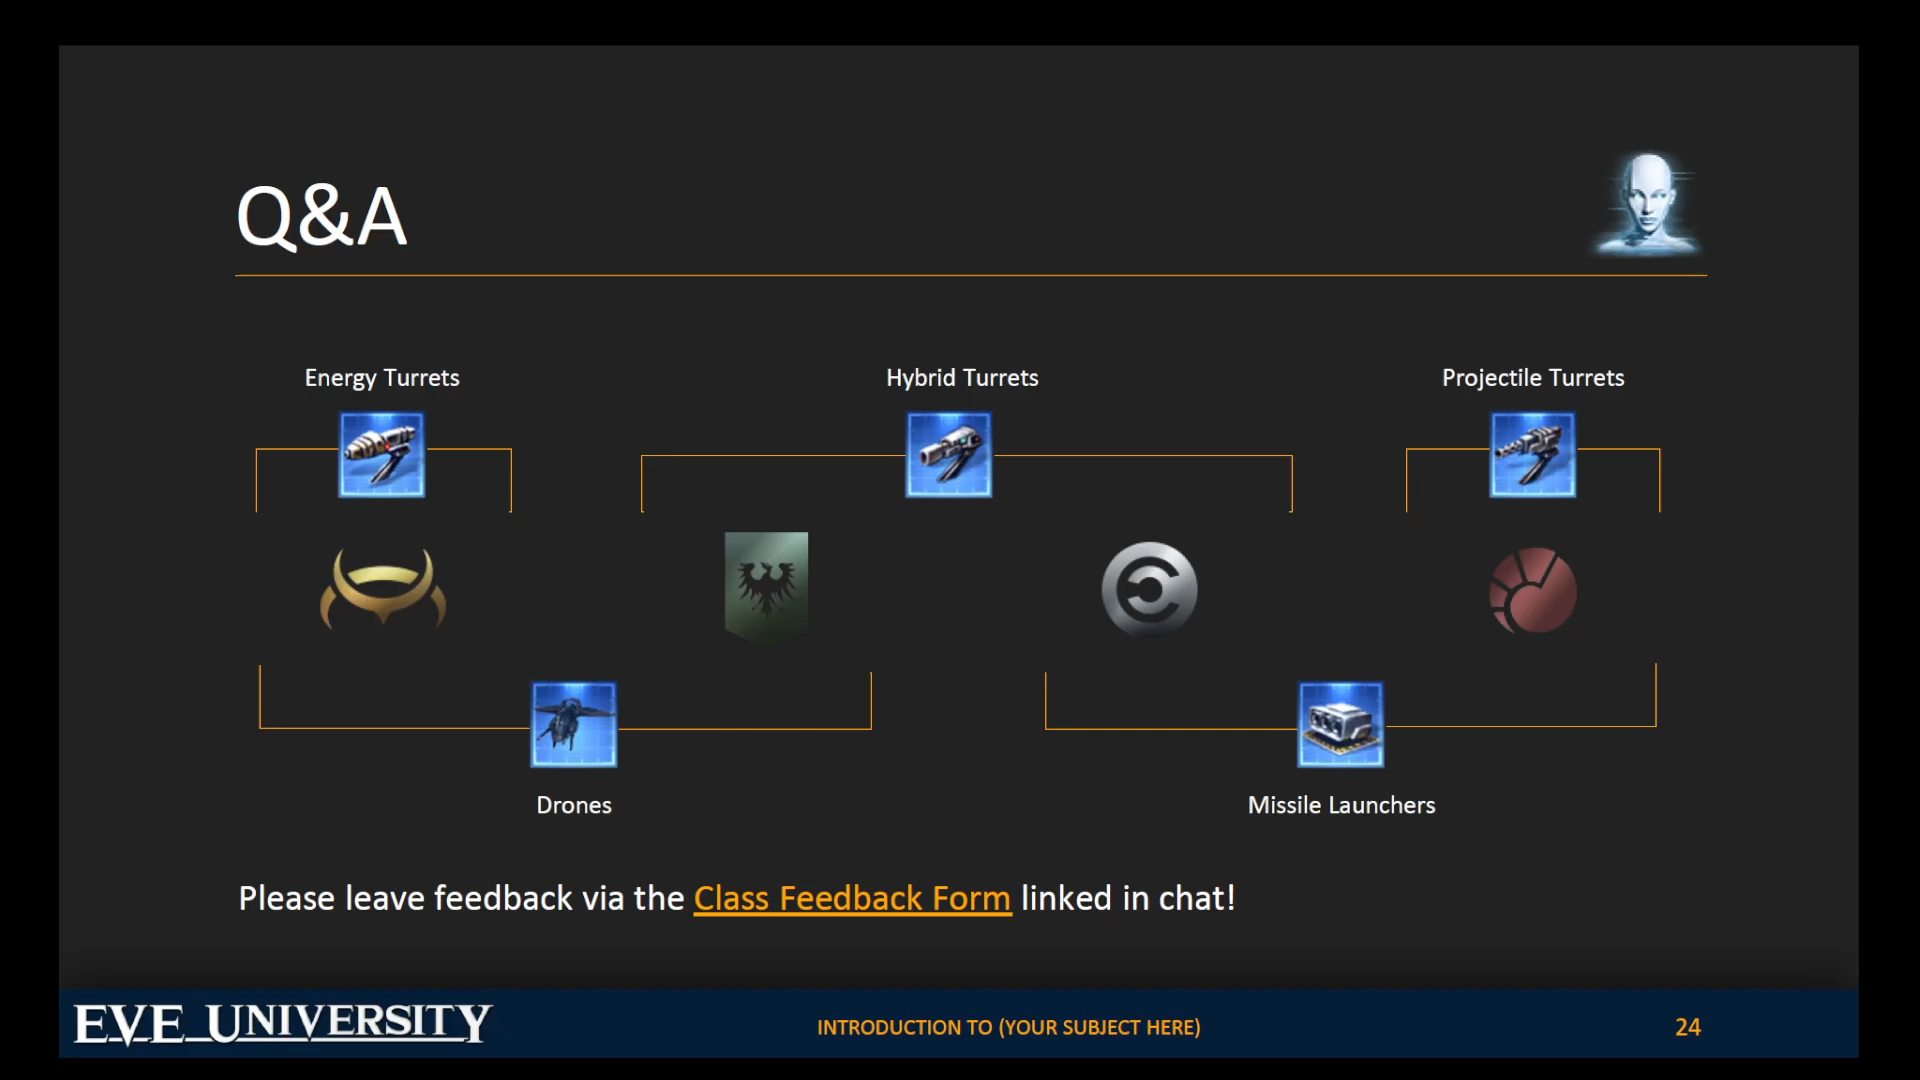 Q&A
Energy Turrets
Hybrid Turrets
Projectile Turrets
Drones
Missile Launchers
Please leave feedback via the Class Feedback Form linked in chat!
EVE UNIVERSITY
INTRODUCTION TO (YOUR SUBJECT HERE)
24